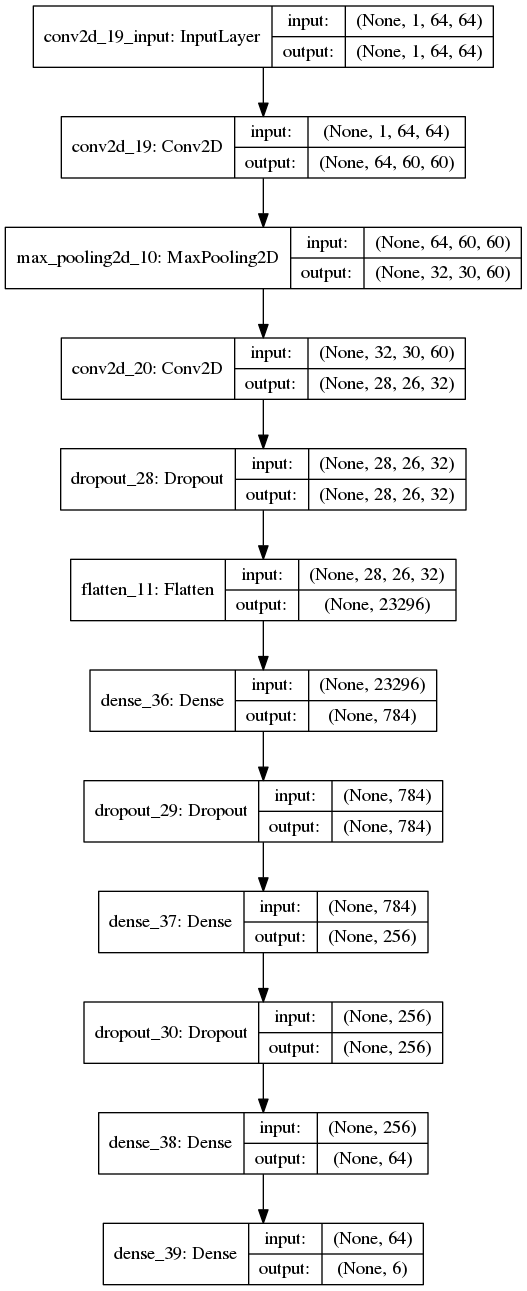 conv2d_19_input: InputLayer
input: (None, 1, 64, 64)
output: (None, 1, 64, 64)
conv2d_19: Conv2D
input: (None, 1, 64, 64)
output: (None, 64, 60, 60)
max_pooling2d_10: MaxPooling2D
input: (None, 64, 60, 60)
output: (None, 32, 30, 60)
conv2d_20: Conv2D
input: (None, 32, 30, 60)
output: (None, 28, 26, 32)
dropout_28: Dropout
input: (None, 28, 26, 32)
output: (None, 28, 26, 32)
flatten_11: Flatten
input: (None, 28, 26, 32)
output: (None, 23296)
dense_36: Dense
input: (None, 23296)
output: (None, 784)
dropout_29: Dropout
input: (None, 784)
output: (None, 784)
dense_37: Dense
input: (None, 784)
output: (None, 256)
dropout_30: Dropout
input: (None, 256)
output: (None, 256)
dense_38: Dense
input: (None, 256)
output: (None, 64)
dense_39: Dense
input: (None, 64)
output: (None, 6)